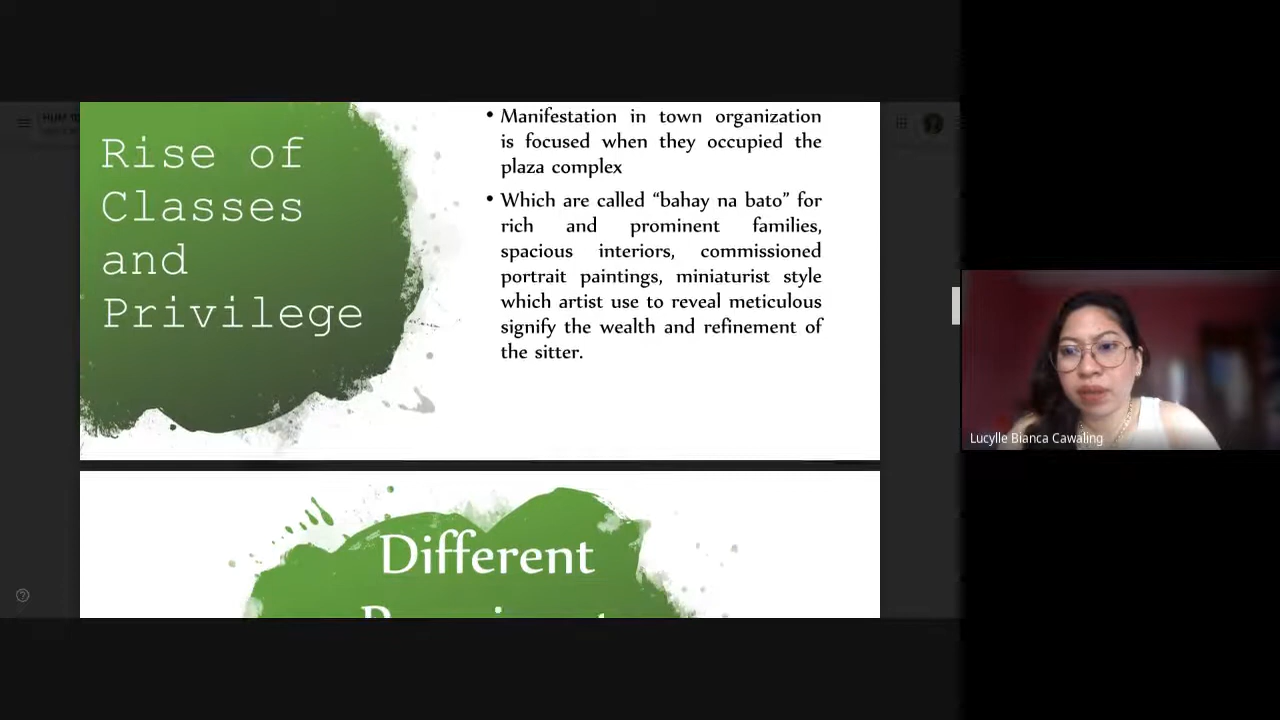 Rise of
Classes
and
Privilege
• Manifestation in town organization
is focused when they occupied the
plaza complex
• Which are called “bahay na bato” for
rich and prominent families,
spacious interiors, commissioned
portrait paintings, miniaturist style
which artist use to reveal meticulous
signify the wealth and refinement of
the sitter.
Different
Lucylle Bianca Cawaling